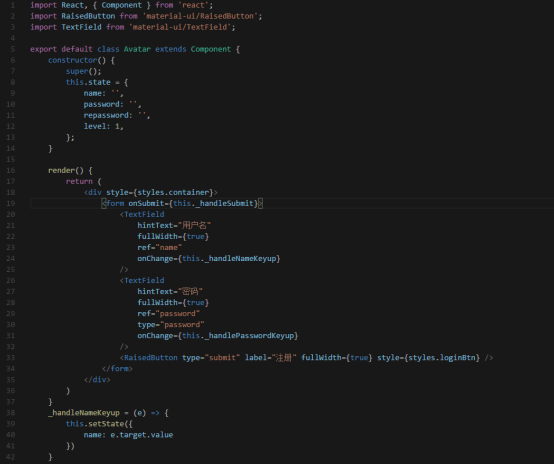 1 import React, { Component } from 'react';
2 import RaisedButton from 'material-ui/RaisedButton';
3 import TextField from 'material-ui/TextField';
4
5 export default class Avatar extends Component {
6 constructor() {
7 super();
8 this.state = {
9 name: '',
10 password: '',
11 repassword: '',
12 level: 1,
13 };
14 }
15
16 render() {
17 return (
18 <div style={styles.container}>
19 <form onSubmit={this._handleSubmit}>
20 <TextField
21 hintText="用户名"
22 fullWidth={true}
23 ref="name"
24 onChange={this._handleNameKeyup}
25 />
26 <TextField
27 hintText="密码"
28 fullWidth={true}
29 ref="password"
30 type="password"
31 onChange={this._handlePasswordKeyup}
32 />
33 <RaisedButton type="submit" label="注册" fullWidth={true} style={styles.loginBtn} />
34 </form>
35 </div>
36 )
37 }
38 _handleNameKeyup = (e) => {
39 this.setState({
40 name: e.target.value
41 })
42 }